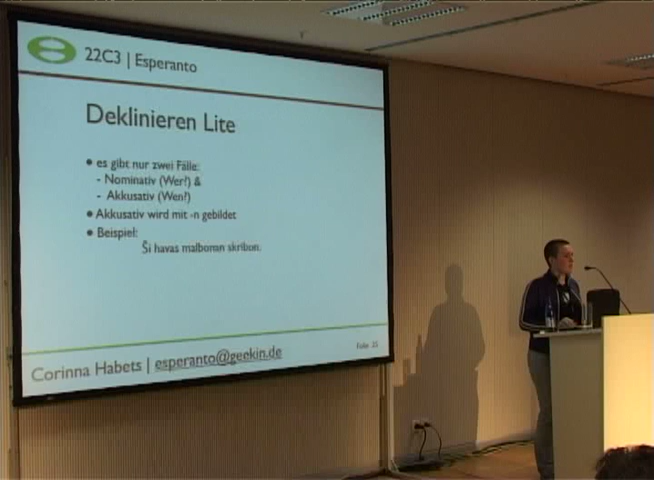 22C3 | Esperanto
Deklinieren Lite
• es gibt nur zwei Fälle:
- Nominativ (Wer?) &
- Akkusativ (Wen?)
• Akkusativ wird mit -n gebildet
• Beispiel:
Ŝi havas malbonan skribon.
Corinna Habets | esperanto@geekin.de
Folie